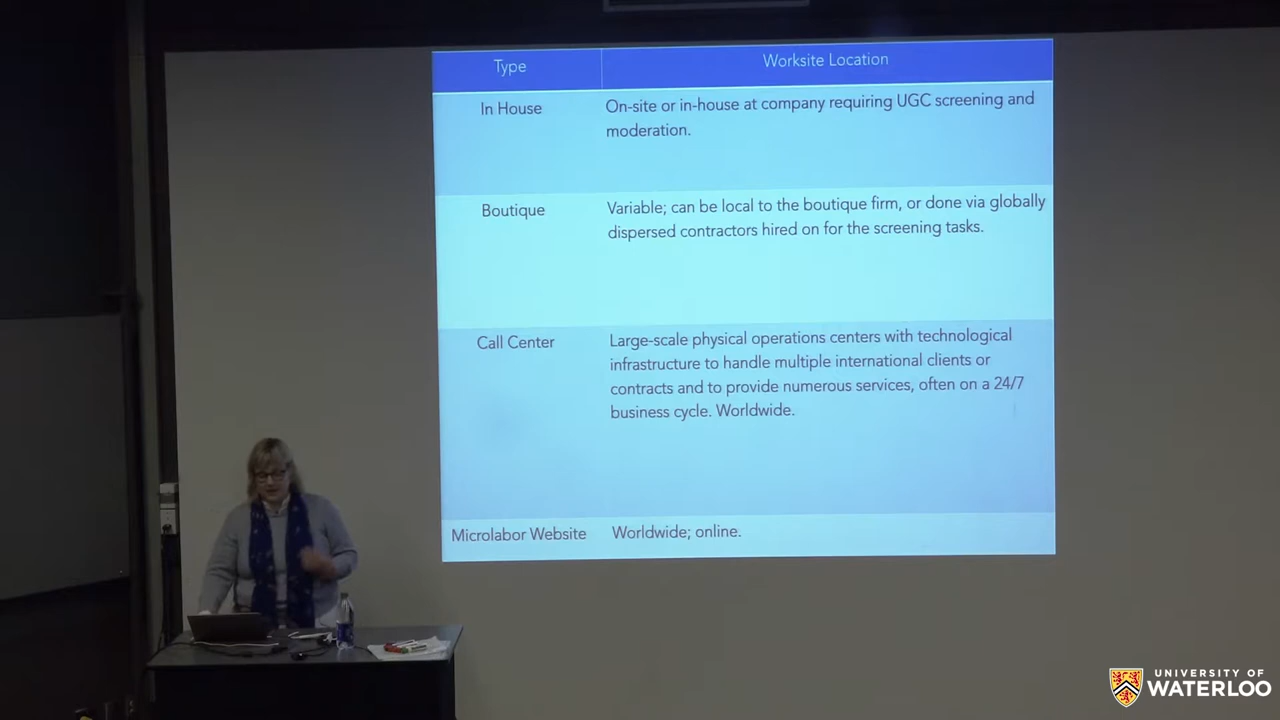 Type
Worksite Location
In House
On-site or in-house at company requiring UGC screening and
moderation.
Boutique
Variable; can be local to the boutique firm, or done via globally
dispersed contractors hired on for the screening tasks.
Call Center
Large-scale physical operations centers with technological
infrastructure to handle multiple international clients or
contracts and to provide numerous services, often on a 24/7
business cycle. Worldwide.
Microlabor Website
Worldwide; online.
UNIVERSITY OF
WATERLOO